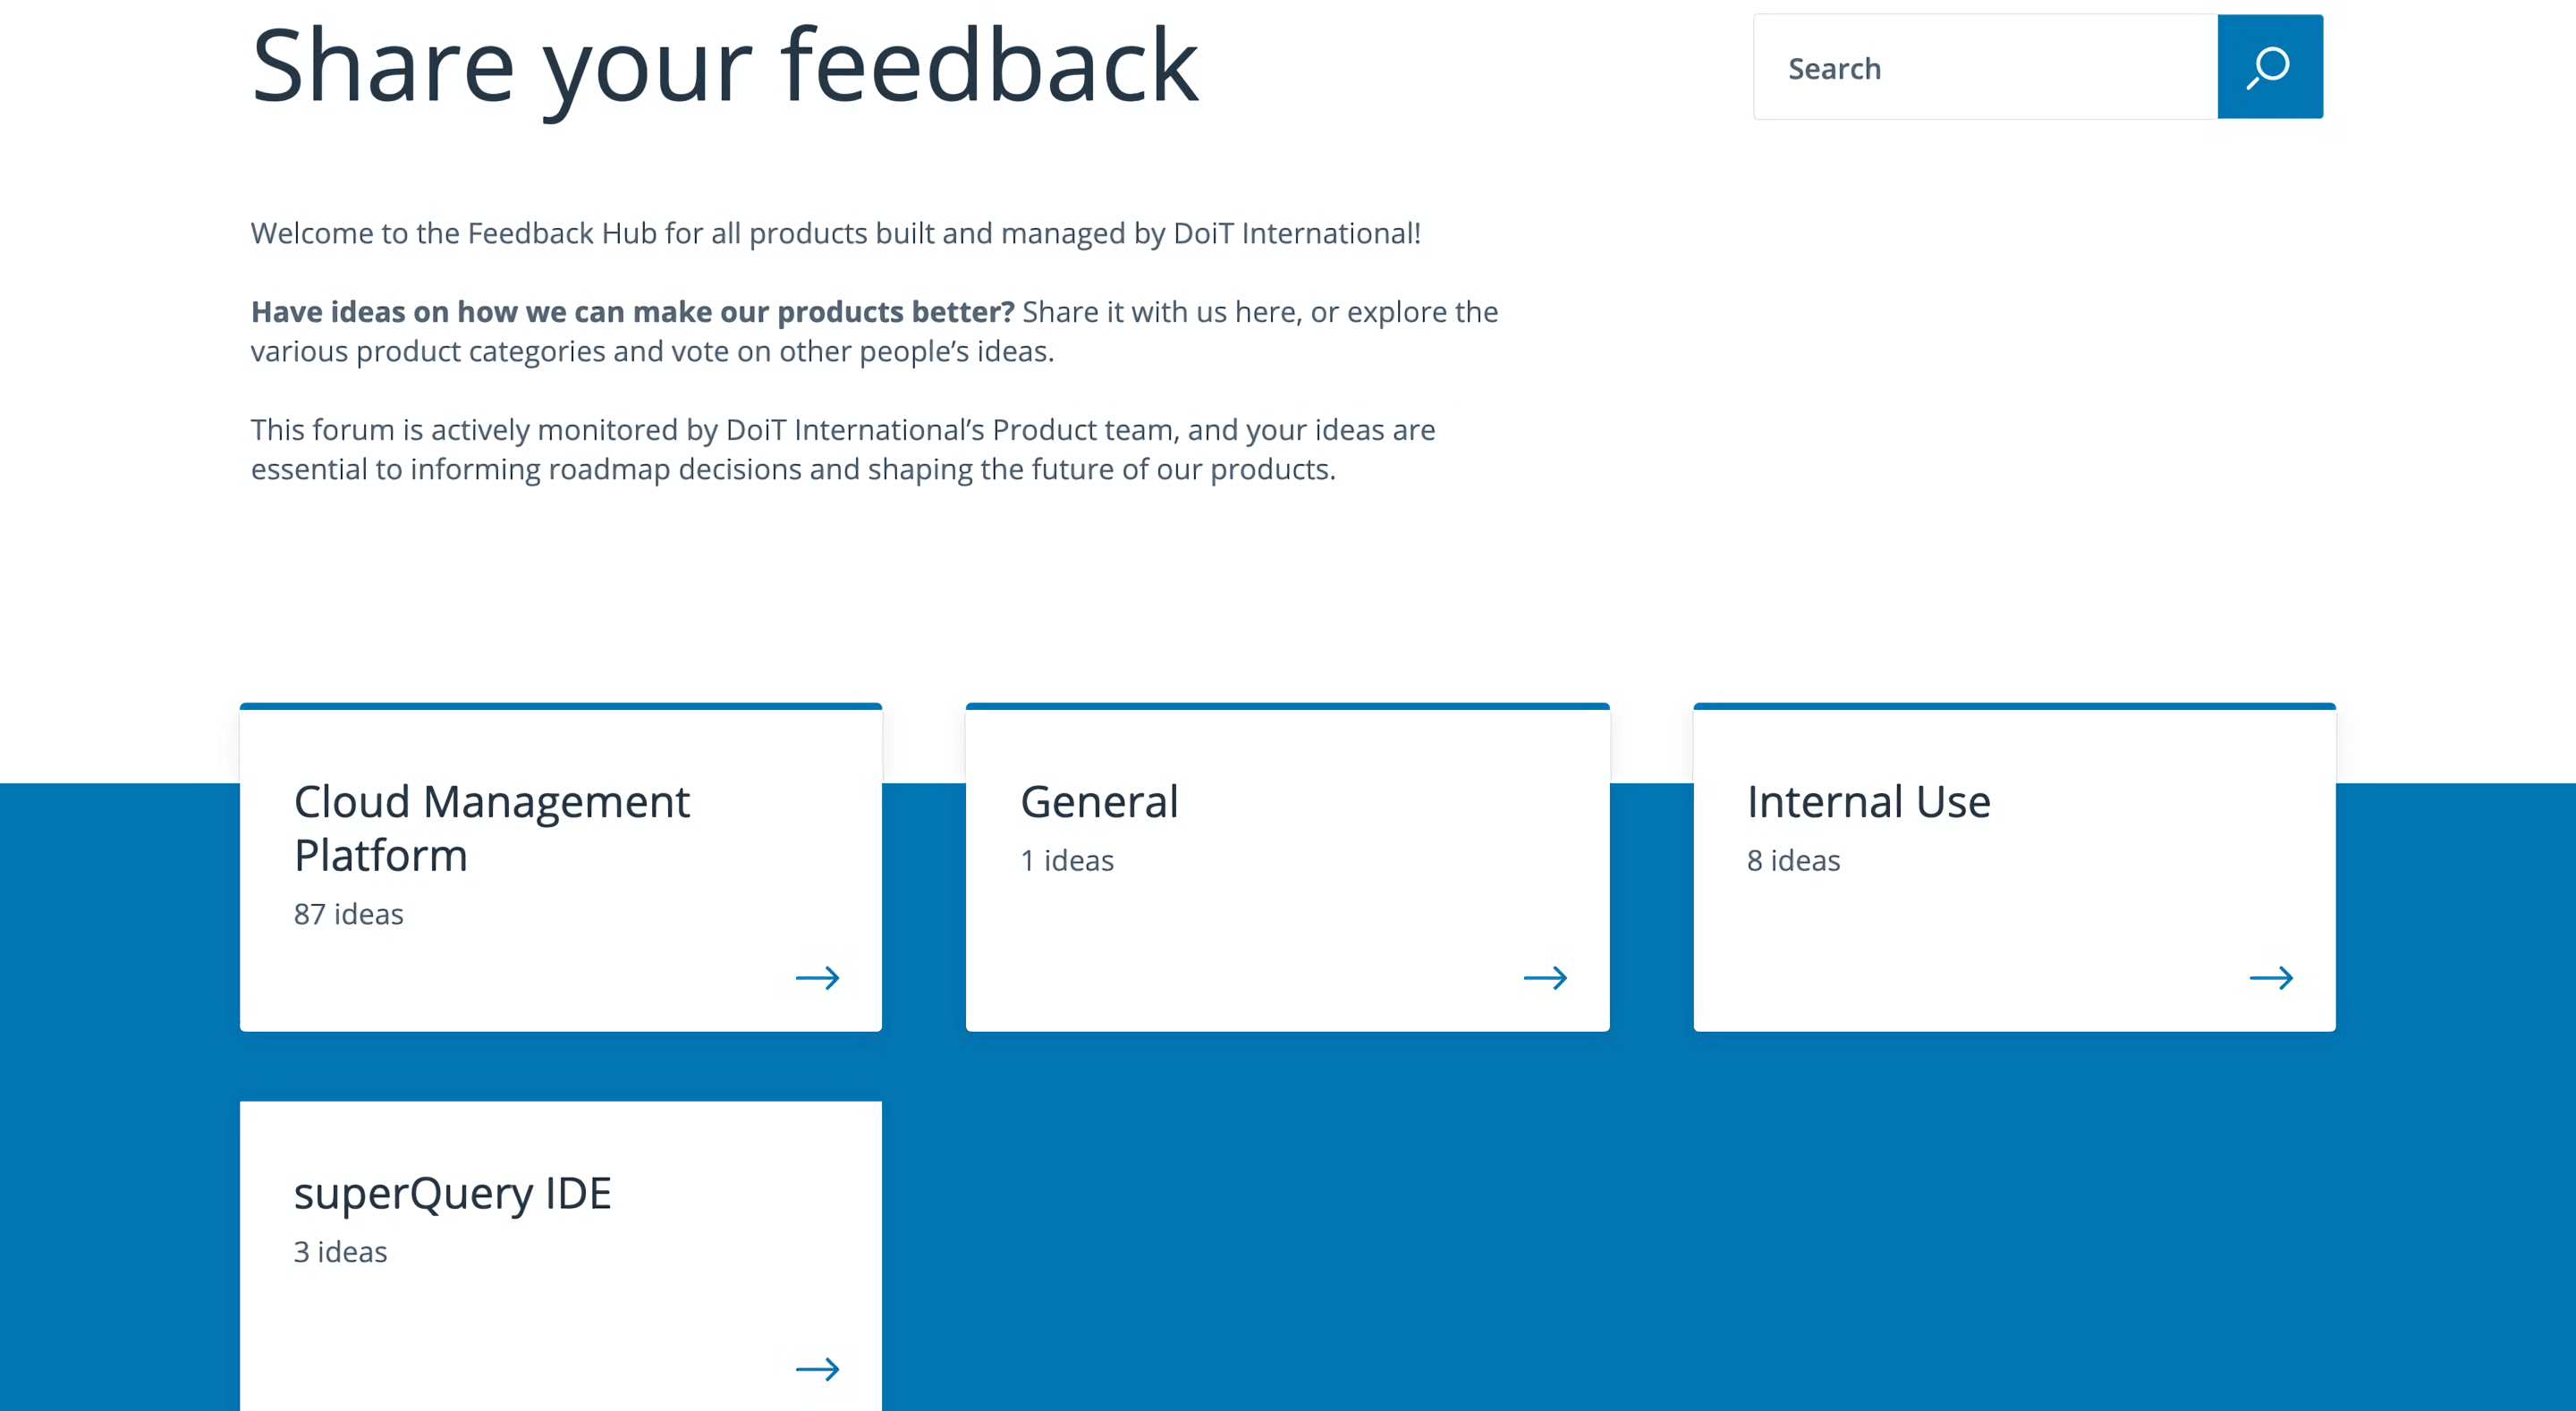 Share your feedback
Search
Welcome to the Feedback Hub for all products built and managed by DoiT International!
Have ideas on how we can make our products better? Share it with us here, or explore the
various product categories and vote on other people’s ideas.
This forum is actively monitored by DoiT International’s Product team, and your ideas are
essential to informing roadmap decisions and shaping the future of our products.
Cloud Management
Platform
87 ideas
General
1 ideas
Internal Use
8 ideas
superQuery IDE
3 ideas